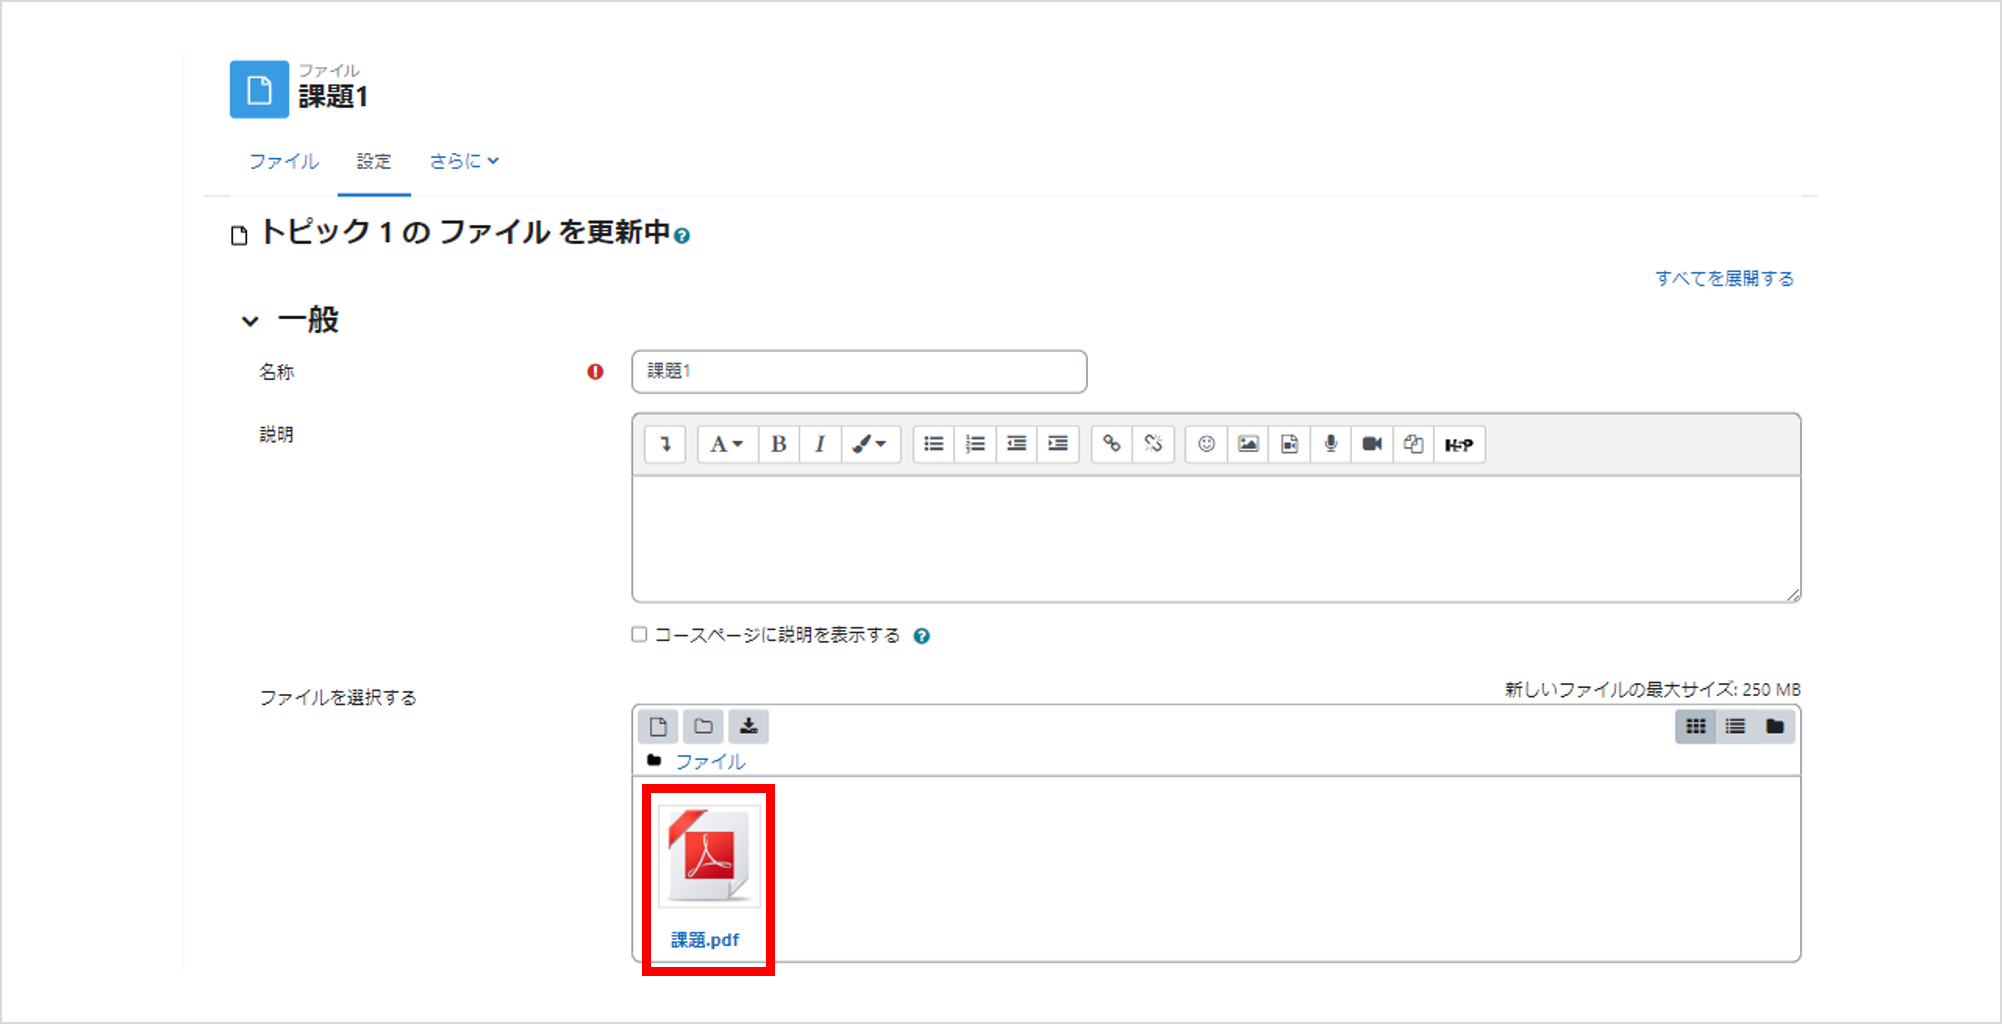 ファイル
課題1
ファイル 設定 さらに
トピック 1 の ファイル を更新中
すべてを展開する
一般
名称
課題1
説明
A B I H5P
コースページに説明を表示する
ファイルを選択する
新しいファイルの最大サイズ: 250 MB
ファイル
課題.pdf